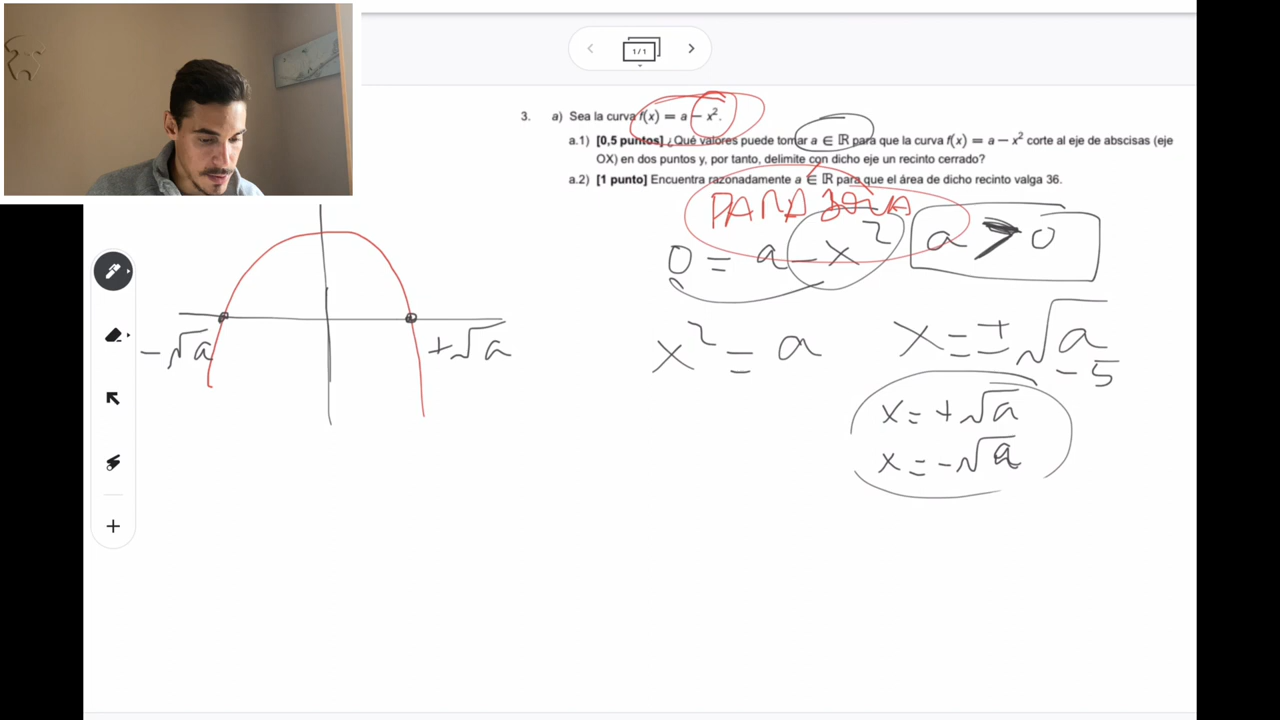 1/1
3. a) Sea la curva f(x) = a − x².
a.1) [0,5 puntos] ¿Qué valores puede tomar a ∈ ℝ para que la curva f(x) = a − x² corte al eje de abscisas (eje
OX) en dos puntos y, por tanto, delimite con dicho eje un recinto cerrado?
a.2) [1 punto] Encuentra razonadamente a ∈ ℝ para que el área de dicho recinto valga 36.
PARABOLA
0 = a − x² a > 0
x² = a x = ± √a
−5
x = +√a
x = −√a
−√a +√a